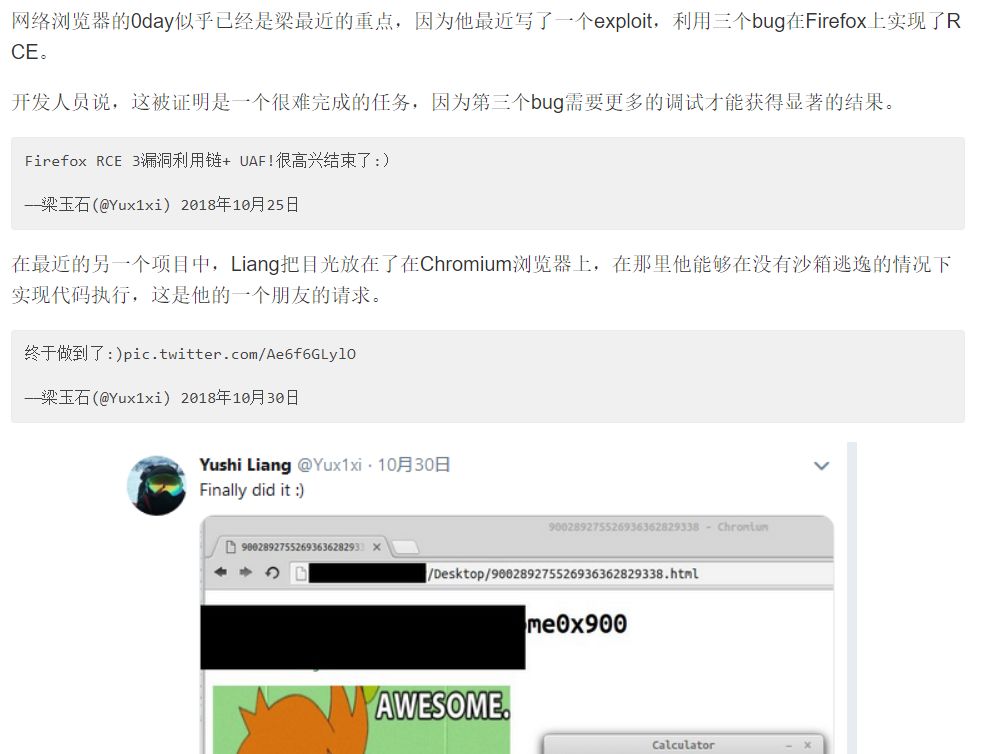 网络浏览器的0day似乎已经是梁最近的重点，因为他最近写了一个exploit，利用三个bug在Firefox上实现了R
CE。
开发人员说，这被证明是一个很难完成的任务，因为第三个bug需要更多的调试才能获得显著的结果。
Firefox RCE 3漏洞利用链+ UAF!很高兴结束了:）
——梁玉石(@Yux1xi) 2018年10月25日
在最近的另一个项目中，Liang把目光放在了在Chromium浏览器上，在那里他能够在没有沙箱逃逸的情况下
实现代码执行，这是他的一个朋友的请求。
终于做到了:)pic.twitter.com/Ae6f6GLylO
——梁玉石(@Yux1xi) 2018年10月30日
Yushi Liang @Yux1xi · 10月30日
Finally did it :)
900289275526936362829338 - Chromium
9002892755269363628293
/Desktop/900289275526936362829338.html
me0x900
AWESOME.
Calculator